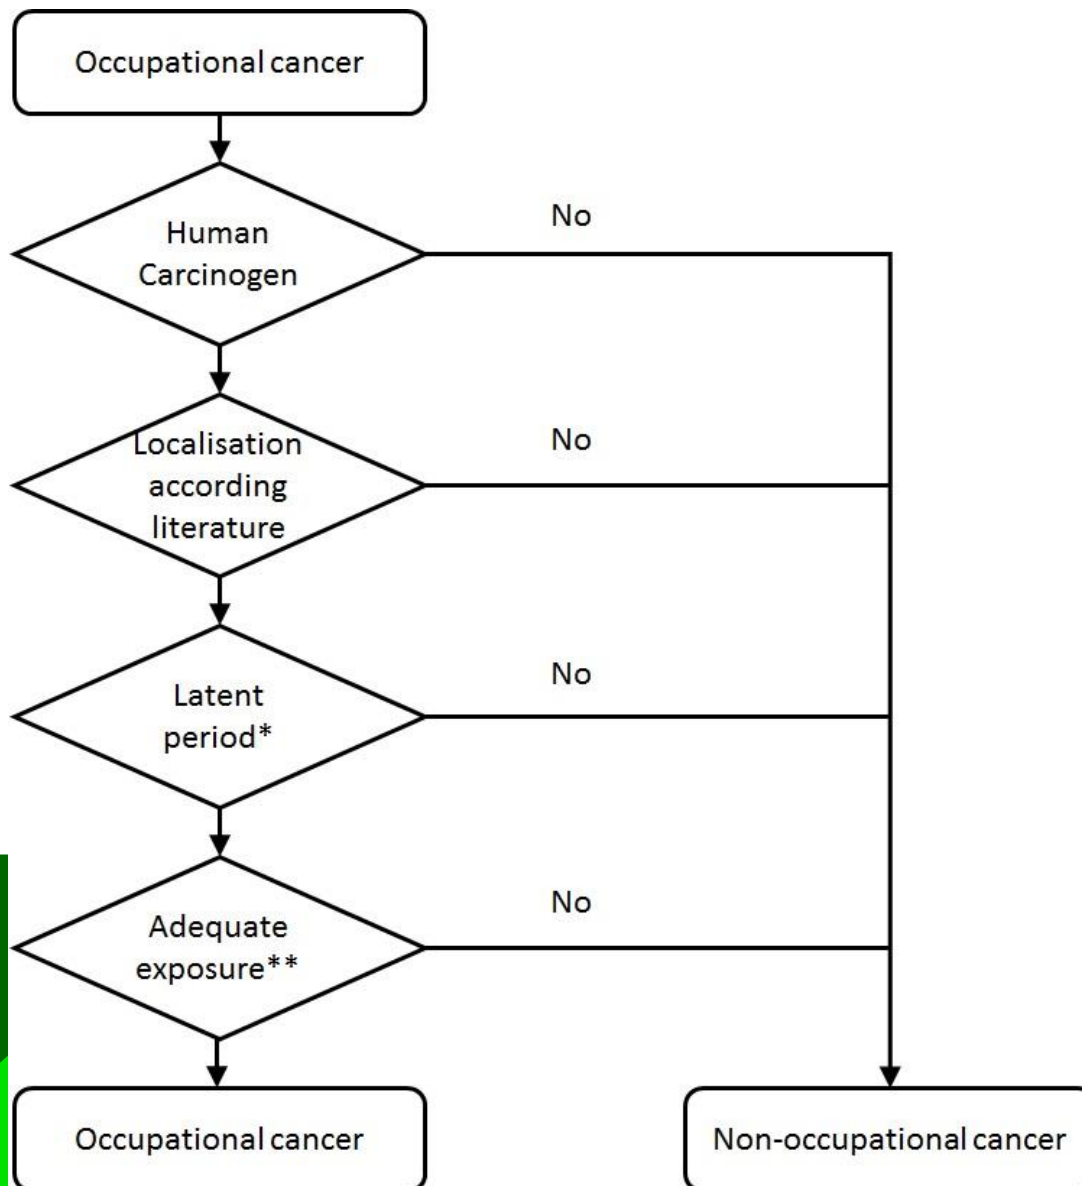 Occupational cancer
No
Human
Carcinogen
No
Localisation
according
literature
No
Latent
period*
No
Adequate
exposure**
Occupational cancer
Non-occupational cancer